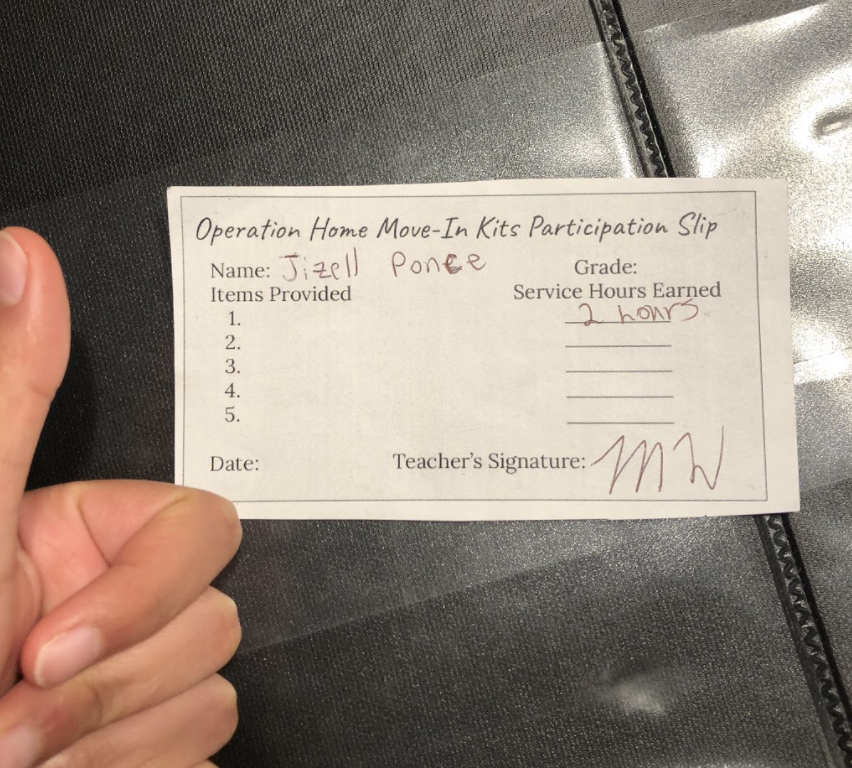 Operation Home Move-In Kits Participation Slip
Name: Jizell Ponce Grade:
Items Provided Service Hours Earned
1. 2 hours
2.
3.
4.
5.
Date: Teacher's Signature: MW